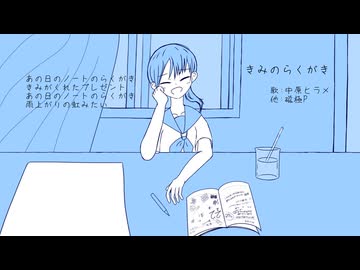 あの日のノートのらくがき
きみがくれたプレゼント
あの日のノートのらくがき
雨上がりの虹みたい
きみのらくがき
歌：中原ヒラメ
他：磁極P